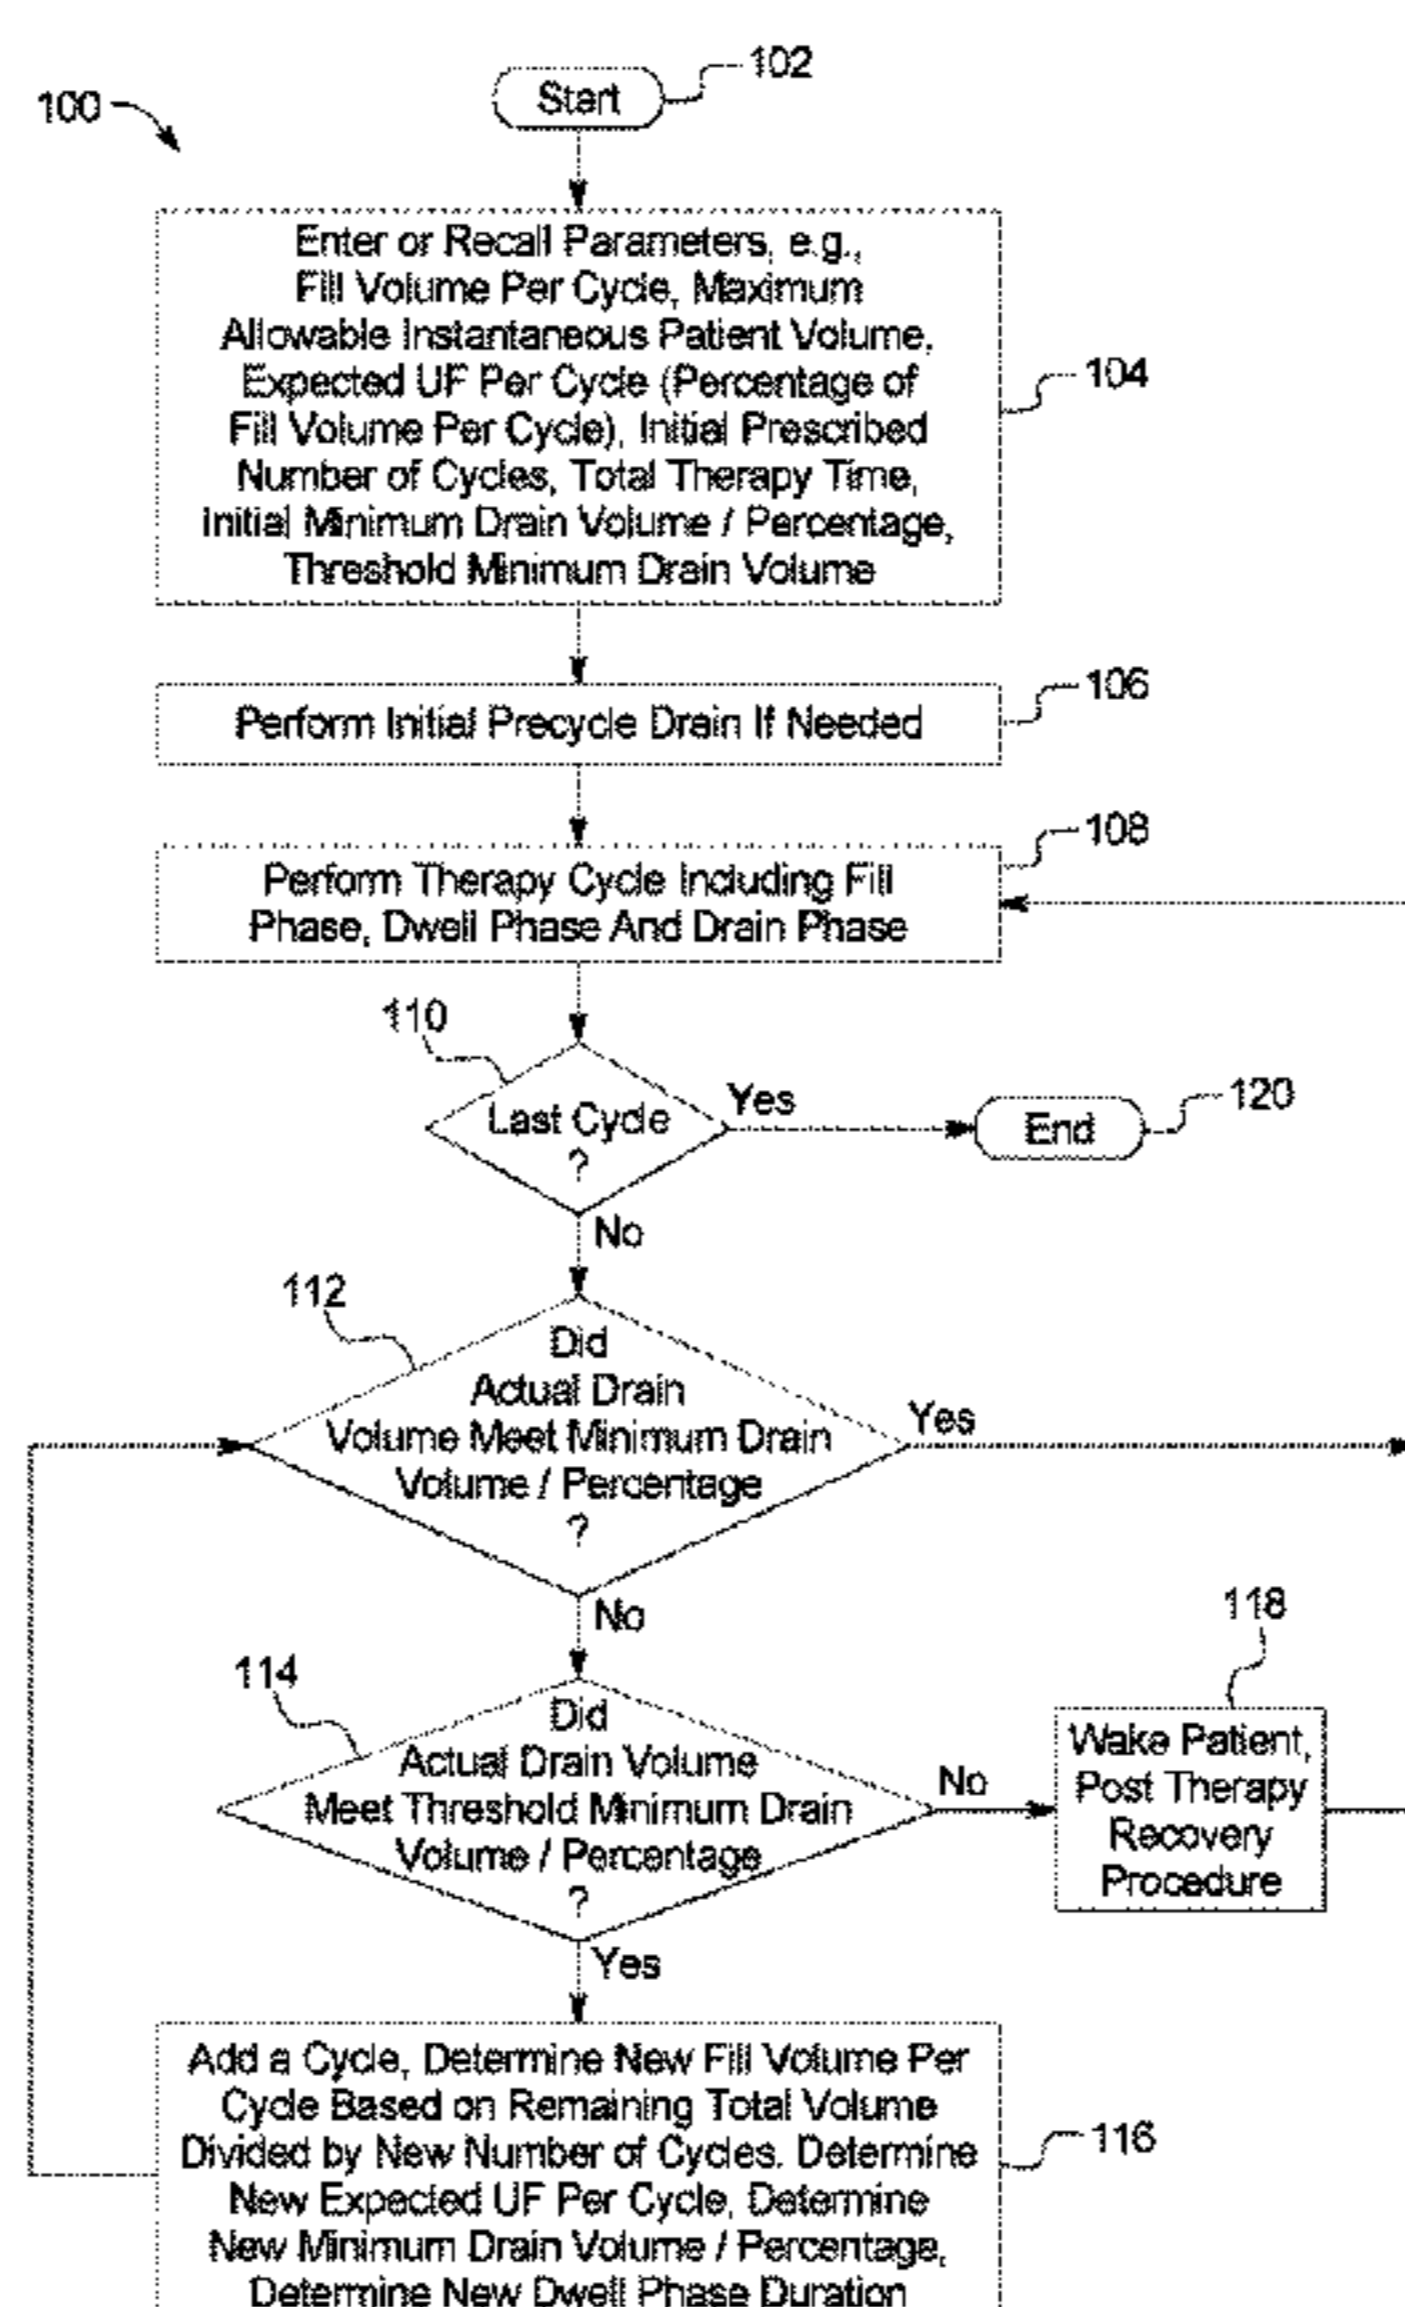 100
102
Start
Enter or Recall Parameters, e.g.,
Fill Volume Per Cycle, Maximum
Allowable Instantaneous Patient Volume,
Expected UF Per Cycle (Percentage of
Fill Volume Per Cycle), Initial Prescribed
Number of Cycles, Total Therapy Time,
Initial Minimum Drain Volume / Percentage,
Threshold Minimum Drain Volume
104
106
Perform Initial Precycle Drain If Needed
108
Perform Therapy Cycle Including Fill
Phase, Dwell Phase And Drain Phase
110
Last Cycle
?
Yes
End
120
No
112
Did
Actual Drain
Volume Meet Minimum Drain
Volume / Percentage
?
Yes
No
114
Did
Actual Drain Volume
Meet Threshold Minimum Drain
Volume / Percentage
?
No
118
Wake Patient,
Post Therapy
Recovery
Procedure
Yes
Add a Cycle, Determine New Fill Volume Per
Cycle Based on Remaining Total Volume
Divided by New Number of Cycles. Determine
New Expected UF Per Cycle, Determine
New Minimum Drain Volume / Percentage,
Determine New Dwell Phase Duration
116